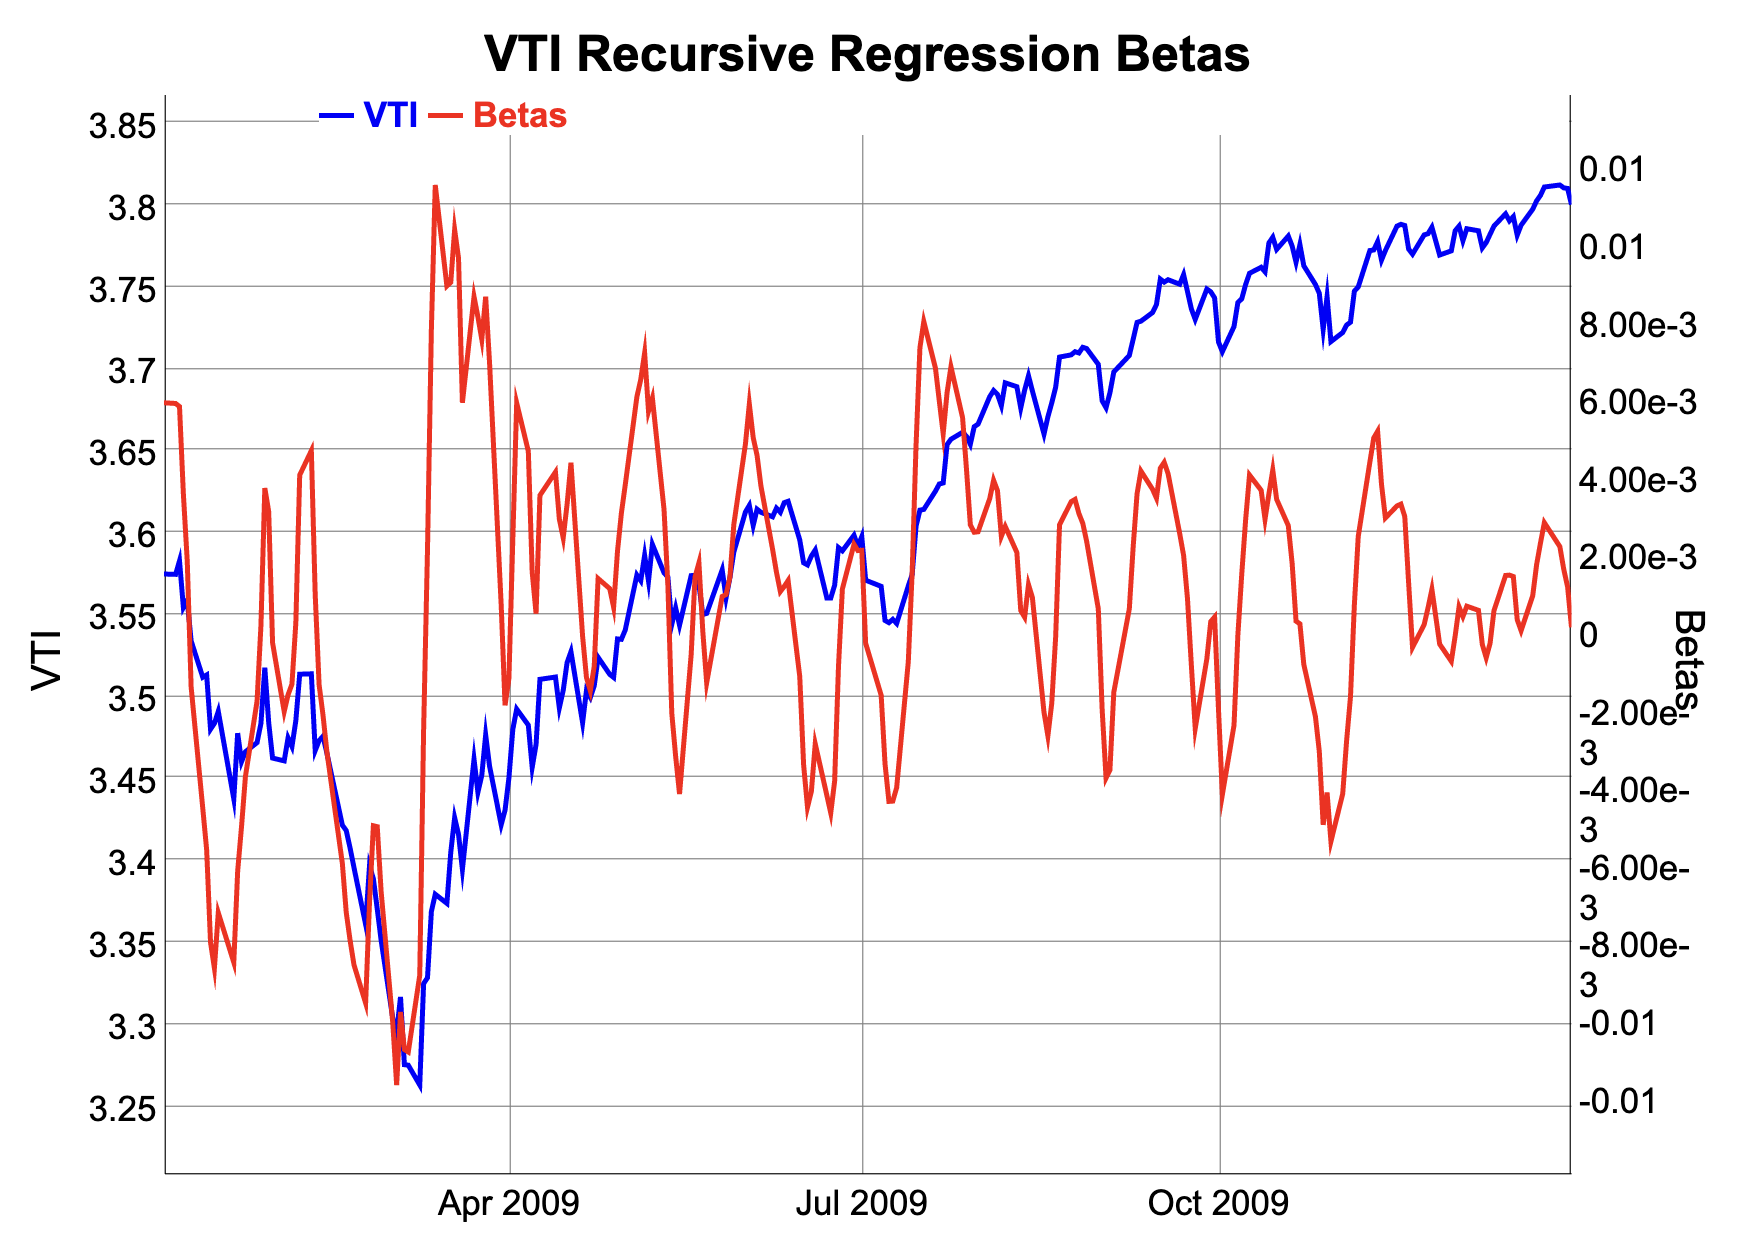 VTI Recursive Regression Betas
VTI Betas
3.85
3.8
3.75
3.7
3.65
3.6
3.55
3.5
3.45
3.4
3.35
3.3
3.25
VTI
0.01
0.01
8.00e-3
6.00e-3
4.00e-3
2.00e-3
0
-2.00e-
3
-4.00e-
3
-6.00e-
3
-8.00e-
3
-0.01
-0.01
Betas
Apr 2009 Jul 2009 Oct 2009